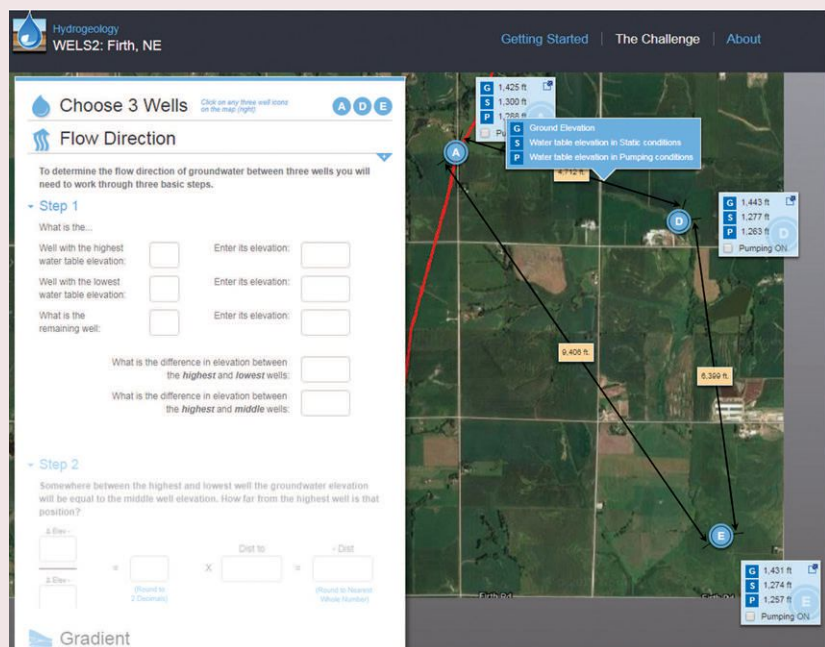 Hydrogeology
WELS2: Firth, NE
Getting Started
The Challenge
About
Choose 3 Wells
Click on any three well icons
on the map (right)
A D E
Flow Direction
To determine the flow direction of groundwater between three wells you will
need to work through three basic steps.
Step 1
What is the...
Well with the highest
water table elevation:
Enter its elevation:
Well with the lowest
water table elevation:
Enter its elevation:
What is the
remaining well:
Enter its elevation:
What is the difference in elevation between
the highest and lowest wells:
What is the difference in elevation between
the highest and middle wells:
Step 2
Somewhere between the highest and lowest well the groundwater elevation
will be equal to the middle well elevation. How far from the highest well is that
position?
Δ Elev -
Δ Elev -
=
(Round to
2 Decimals)
X
Dist to
=
- Dist
(Round to Nearest
Whole Number)
Gradient
G 1,425 ft
S 1,300 ft
P 1,288 ft
Pu
G Ground Elevation
S Water table elevation in Static conditions
P Water table elevation in Pumping conditions
A
4,712 ft.
D
G 1,443 ft
S 1,277 ft
P 1,263 ft
D
Pumping ON
9,406 ft.
6,399 ft.
E
G 1,431 ft
S 1,274 ft
P 1,257 ft
E
Pumping ON
Firth Rd
Firth Rd